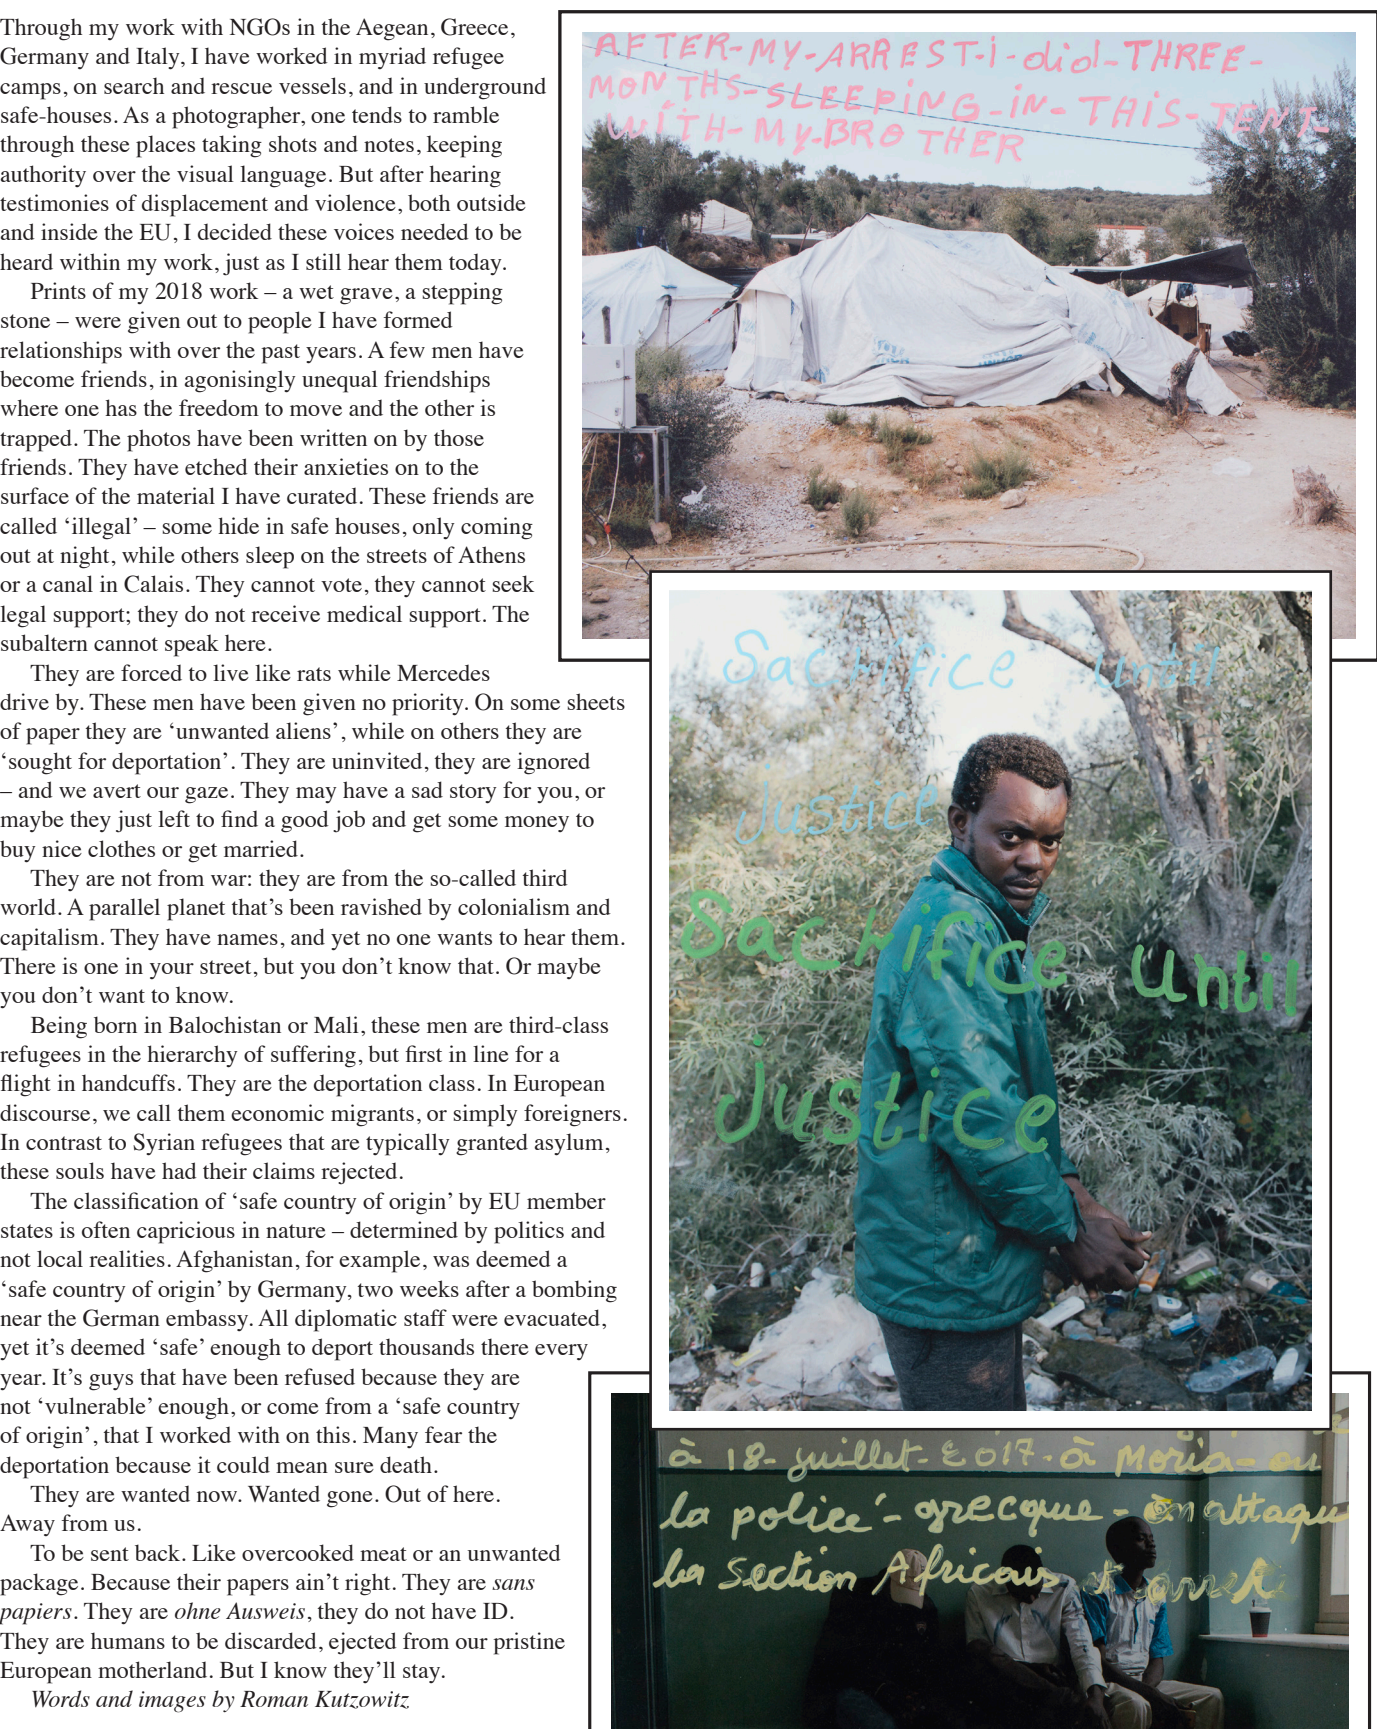 Through my work with NGOs in the Aegean, Greece,
Germany and Italy, I have worked in myriad refugee
camps, on search and rescue vessels, and in underground
safe-houses. As a photographer, one tends to ramble
through these places taking shots and notes, keeping
authority over the visual language. But after hearing
testimonies of displacement and violence, both outside
and inside the EU, I decided these voices needed to be
heard within my work, just as I still hear them today.
Prints of my 2018 work – a wet grave, a stepping
stone – were given out to people I have formed
relationships with over the past years. A few men have
become friends, in agonisingly unequal friendships
where one has the freedom to move and the other is
trapped. The photos have been written on by those
friends. They have etched their anxieties on to the
surface of the material I have curated. These friends are
called ‘illegal’ – some hide in safe houses, only coming
out at night, while others sleep on the streets of Athens
or a canal in Calais. They cannot vote, they cannot seek
legal support; they do not receive medical support. The
subaltern cannot speak here.
They are forced to live like rats while Mercedes
drive by. These men have been given no priority. On some sheets
of paper they are ‘unwanted aliens’, while on others they are
‘sought for deportation’. They are uninvited, they are ignored
– and we avert our gaze. They may have a sad story for you, or
maybe they just left to find a good job and get some money to
buy nice clothes or get married.
They are not from war: they are from the so-called third
world. A parallel planet that’s been ravished by colonialism and
capitalism. They have names, and yet no one wants to hear them.
There is one in your street, but you don’t know that. Or maybe
you don’t want to know.
Being born in Balochistan or Mali, these men are third-class
refugees in the hierarchy of suffering, but first in line for a
flight in handcuffs. They are the deportation class. In European
discourse, we call them economic migrants, or simply foreigners.
In contrast to Syrian refugees that are typically granted asylum,
these souls have had their claims rejected.
The classification of ‘safe country of origin’ by EU member
states is often capricious in nature – determined by politics and
not local realities. Afghanistan, for example, was deemed a
‘safe country of origin’ by Germany, two weeks after a bombing
near the German embassy. All diplomatic staff were evacuated,
yet it’s deemed ‘safe’ enough to deport thousands there every
year. It’s guys that have been refused because they are
not ‘vulnerable’ enough, or come from a ‘safe country
of origin’, that I worked with on this. Many fear the
deportation because it could mean sure death.
They are wanted now. Wanted gone. Out of here.
Away from us.
To be sent back. Like overcooked meat or an unwanted
package. Because their papers ain’t right. They are sans
papiers. They are ohne Ausweis, they do not have ID.
They are humans to be discarded, ejected from our pristine
European motherland. But I know they’ll stay.
Words and images by Roman Kutzowitz
AFTER-MY-ARREST-i-did-THREE-
MONTHS-SLEEPiNG-iN-THiS-TENT-
WiTH-My-BROTHER
Sacrifice until
justice
Sacrifice until
justice
à 18-juillet-2017-à Moria-ou
la police-grecque-en attaqu
la Section Africain